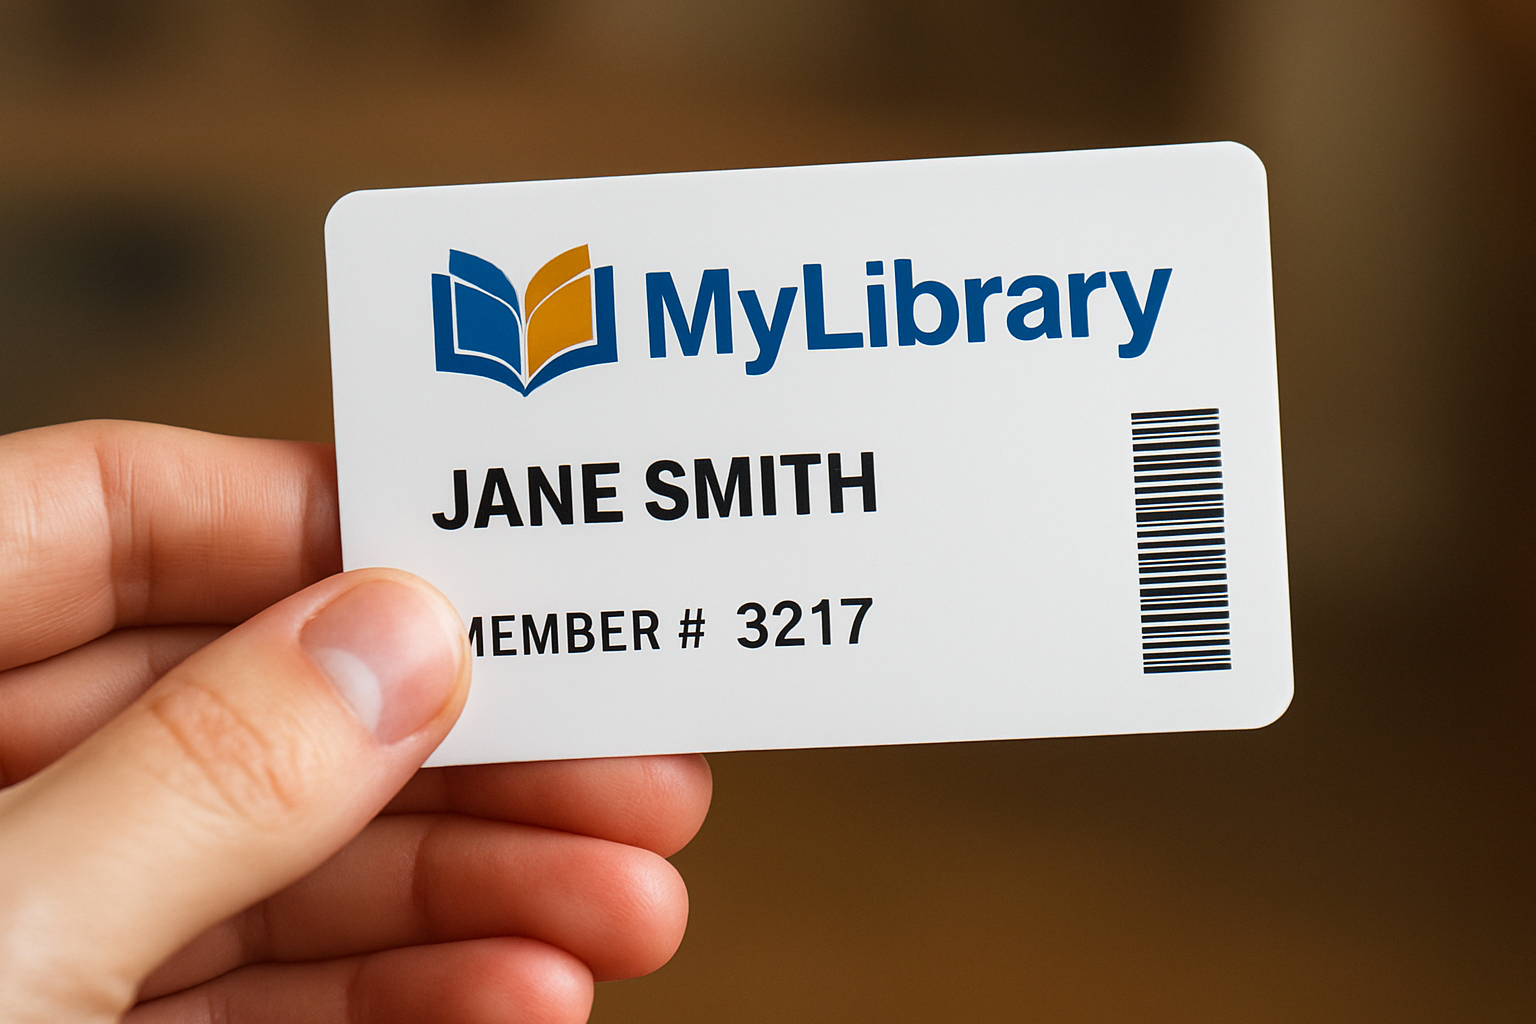 MyLibrary
JANE SMITH
MEMBER # 3217